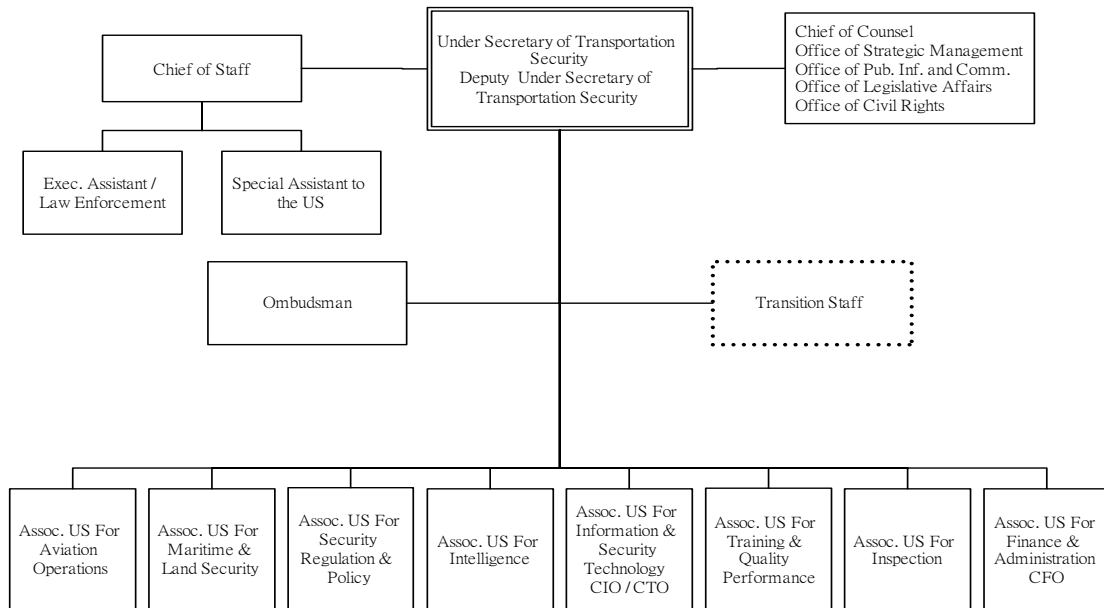 Chief of Staff
Under Secretary of Transportation
Security
Deputy Under Secretary of
Transportation Security
Chief of Counsel
Office of Strategic Management
Office of Pub. Inf. and Comm.
Office of Legislative Affairs
Office of Civil Rights
Exec. Assistant /
Law Enforcement
Special Assistant to
the US
Ombudsman
Transition Staff
Assoc. US For
Aviation
Operations
Assoc. US For
Maritime &
Land Security
Assoc. US For
Security
Regulation &
Policy
Assoc. US For
Intelligence
Assoc. US For
Information &
Security
Technology
CIO / CTO
Assoc. US For
Training &
Quality
Performance
Assoc. US For
Inspection
Assoc. US For
Finance &
Administration
CFO